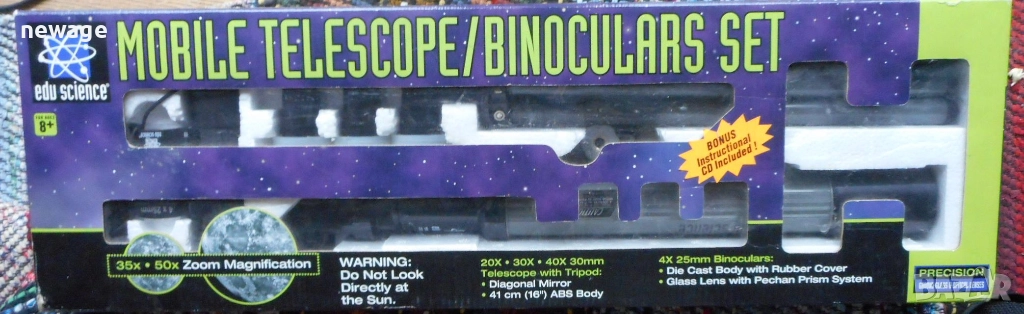 newage
MOBILE TELESCOPE/BINOCULARS SET
edu science
8+
BONUS
Instructional
CD Included!
4 x 25mm
35x • 50x Zoom Magnification
WARNING:
Do Not Look
Directly at
the Sun.
20X • 30X • 40X 30mm
Telescope with Tripod:
• Diagonal Mirror
• 41 cm (16") ABS Body
4X 25mm Binoculars:
• Die Cast Body with Rubber Cover
• Glass Lens with Pechan Prism System
PRECISION